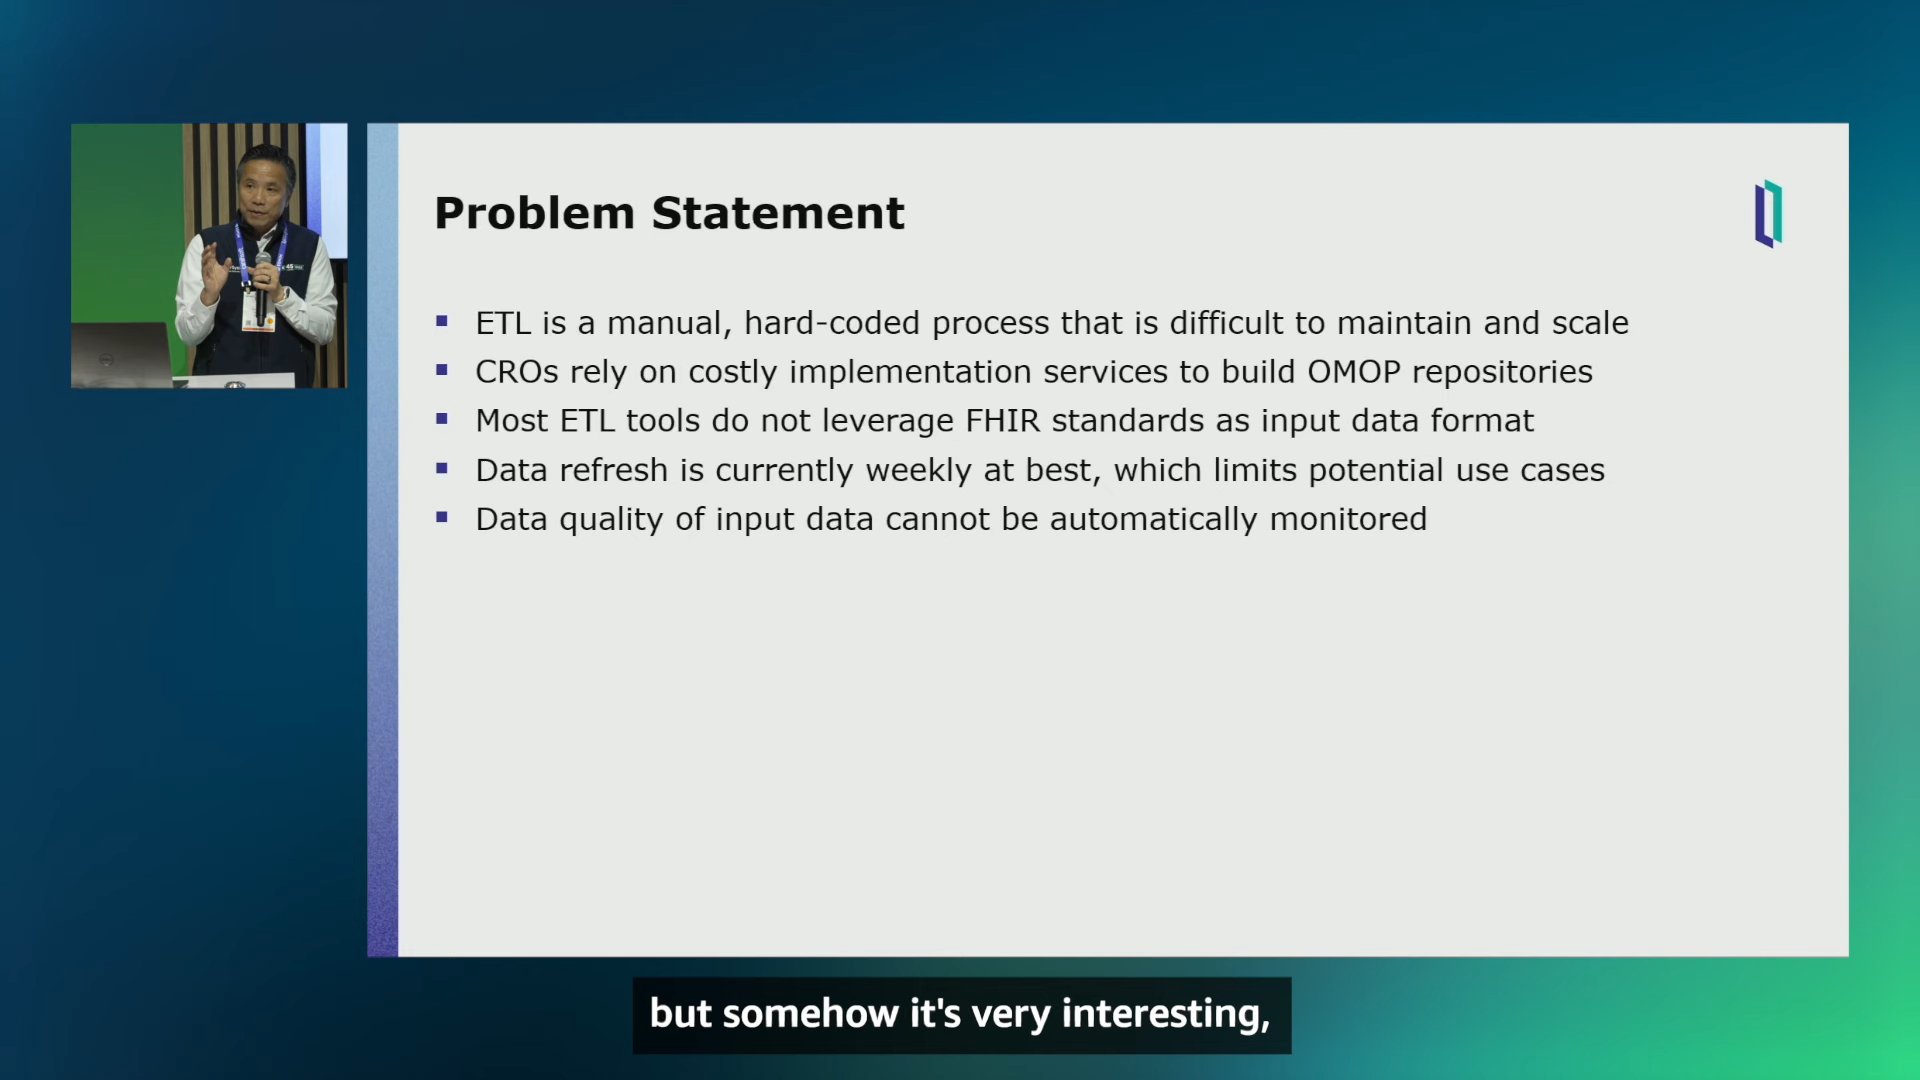 Problem Statement
ETL is a manual, hard-coded process that is difficult to maintain and scale
CROs rely on costly implementation services to build OMOP repositories
Most ETL tools do not leverage FHIR standards as input data format
Data refresh is currently weekly at best, which limits potential use cases
Data quality of input data cannot be automatically monitored
but somehow it's very interesting,